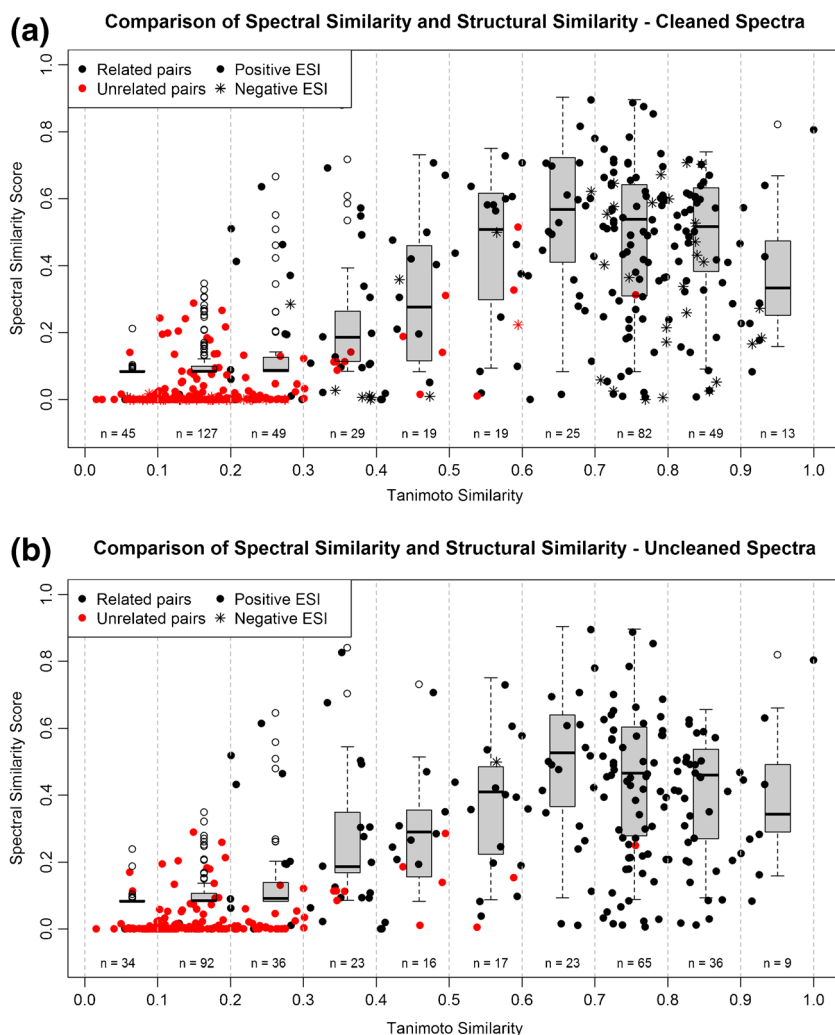 (a) Comparison of Spectral Similarity and Structural Similarity - Cleaned Spectra
Related pairs Positive ESI
Unrelated pairs Negative ESI
Spectral Similarity Score
1.0
0.8
0.6
0.4
0.2
0.0
n = 45 n = 127 n = 49 n = 29 n = 19 n = 19 n = 25 n = 82 n = 49 n = 13
0.0 0.1 0.2 0.3 0.4 0.5 0.6 0.7 0.8 0.9 1.0
Tanimoto Similarity
(b) Comparison of Spectral Similarity and Structural Similarity - Uncleaned Spectra
Related pairs Positive ESI
Unrelated pairs Negative ESI
Spectral Similarity Score
1.0
0.8
0.6
0.4
0.2
0.0
n = 34 n = 92 n = 36 n = 23 n = 16 n = 17 n = 23 n = 65 n = 36 n = 9
0.0 0.1 0.2 0.3 0.4 0.5 0.6 0.7 0.8 0.9 1.0
Tanimoto Similarity